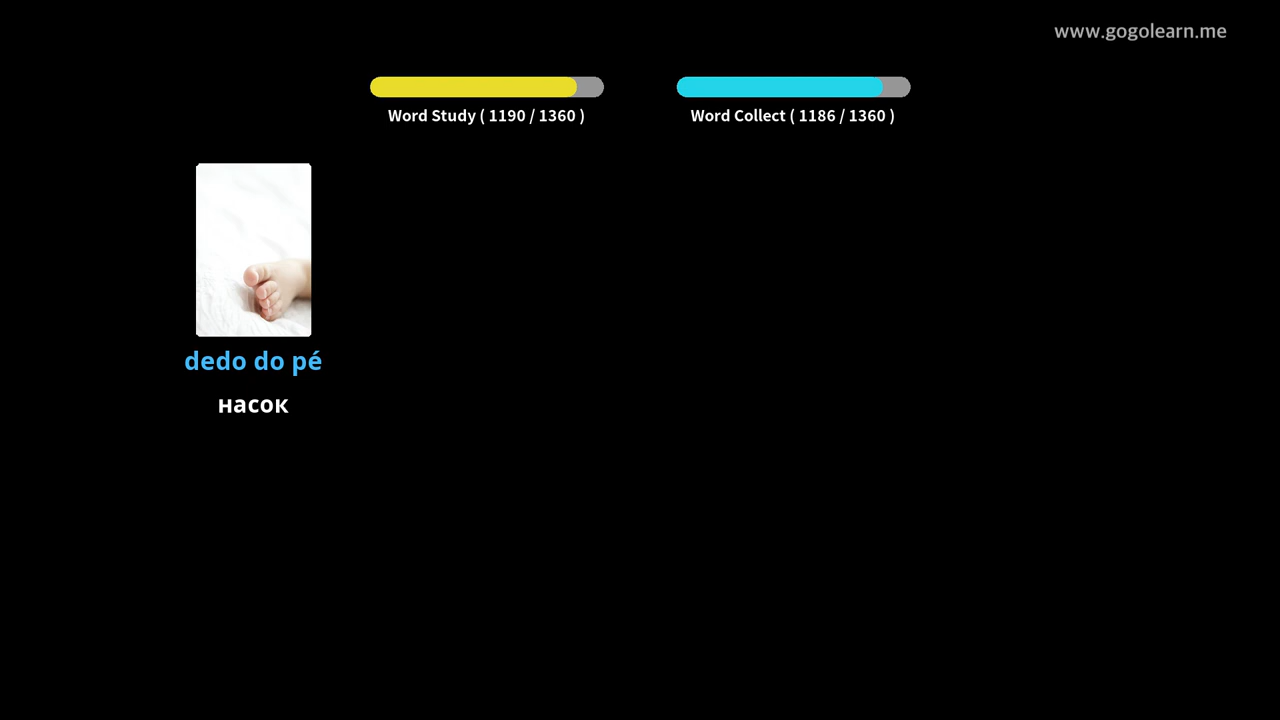 www.gogolearn.me
Word Study ( 1190 / 1360 )
Word Collect ( 1186 / 1360 )
dedo do pé
насок